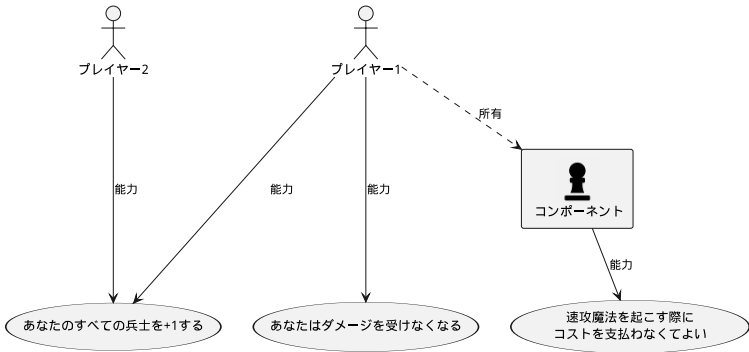 プレイヤー2
プレイヤー1
所有
コンポーネント
能力
能力
能力
能力
あなたのすべての兵士を+1する
あなたはダメージを受けなくなる
速攻魔法を起こす際に
コストを支払わなくてよい